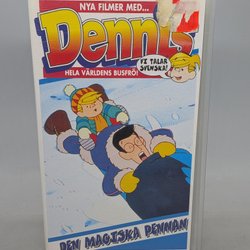 NYA FILMER MED...
Dennis
HELA VÄRLDENS BUSFRÖ!
VI TALAR
SVENSKA!
DEN MAGISKA PENNAN